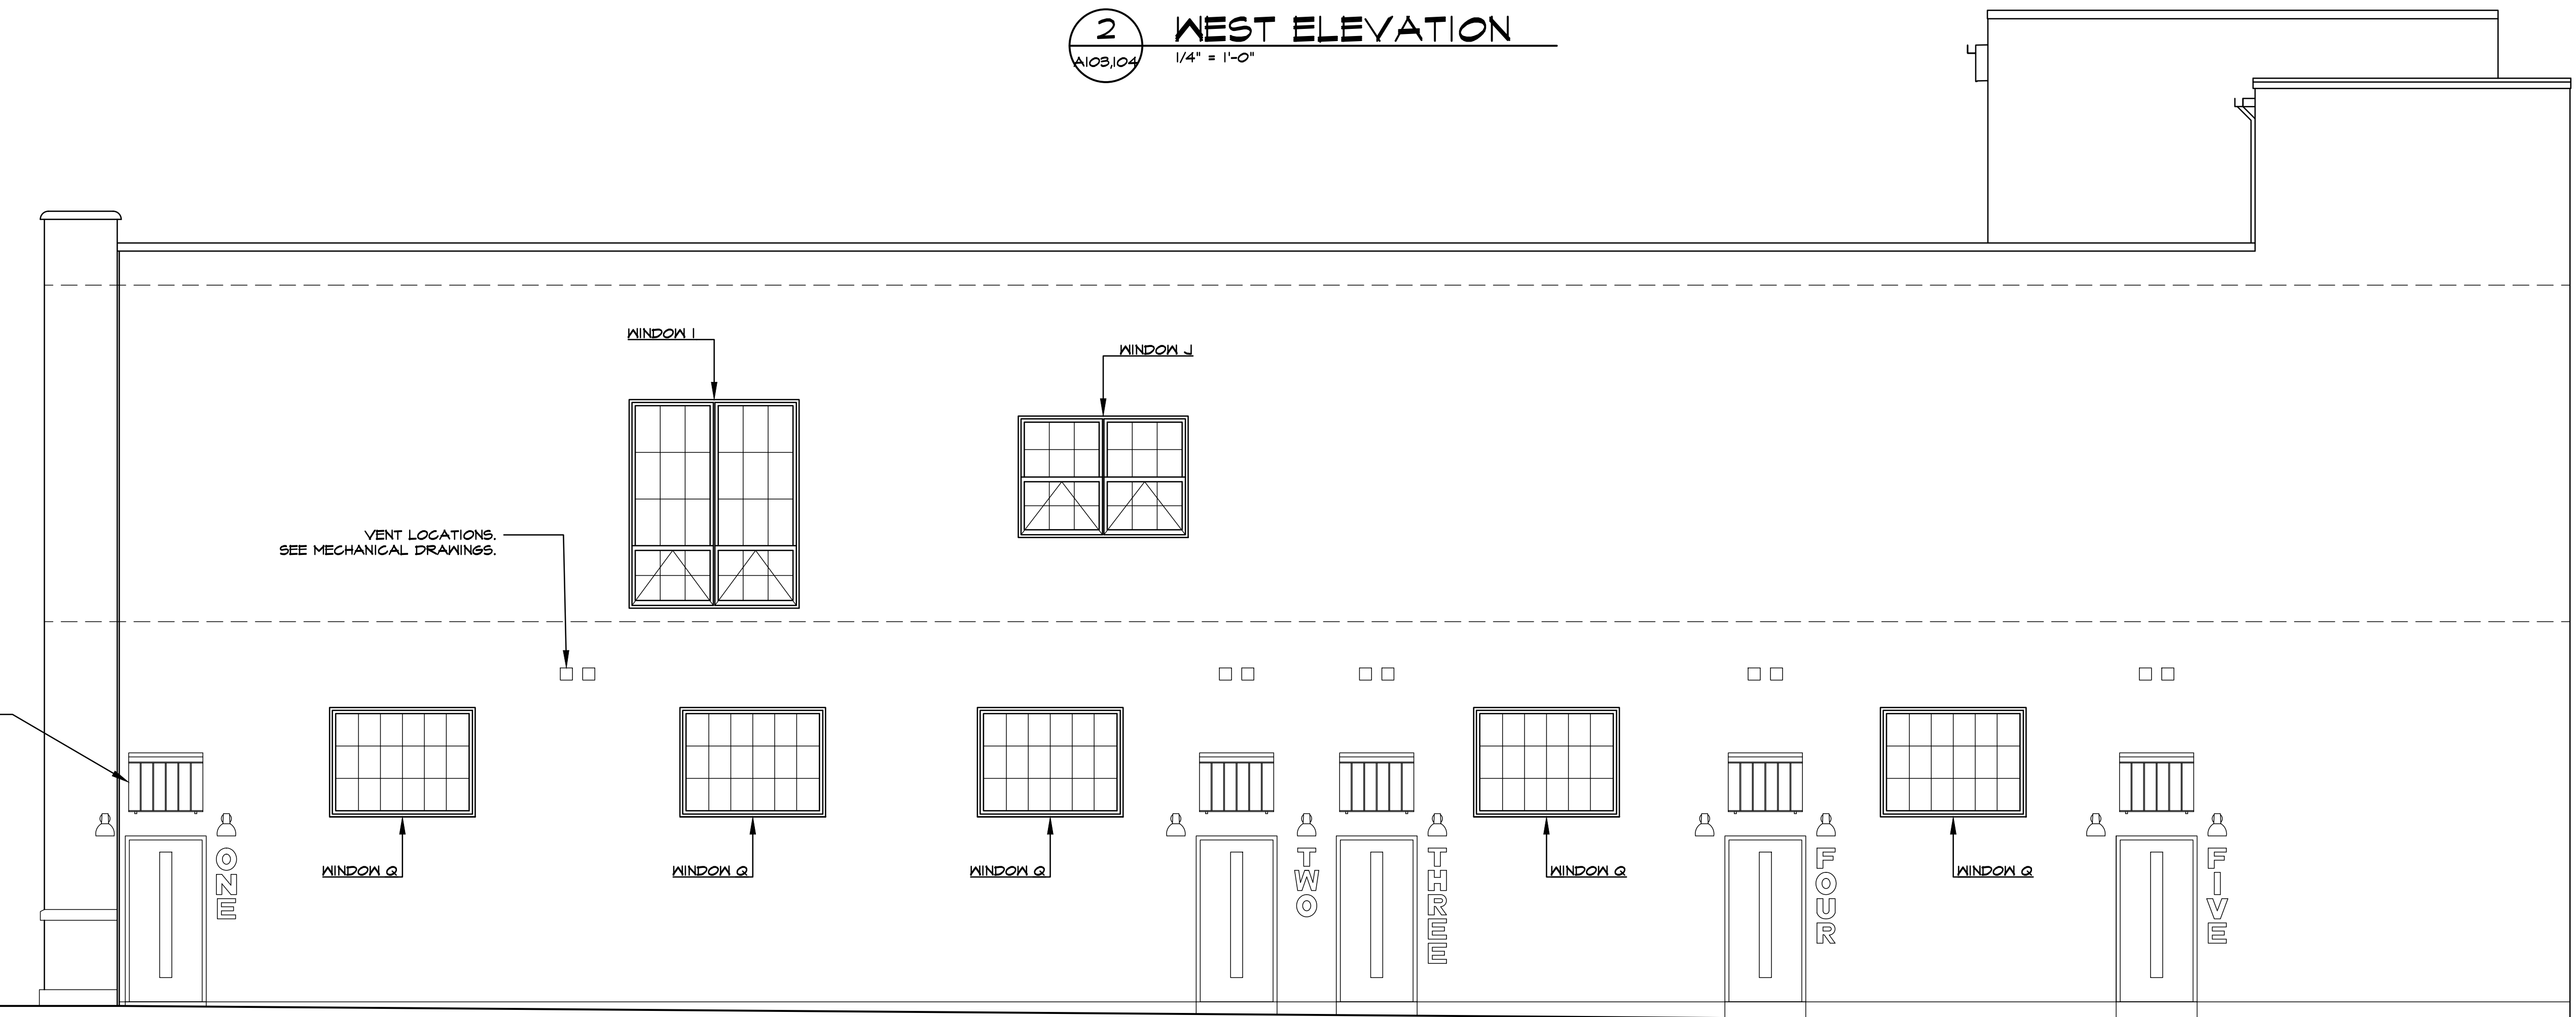 2
A103,104
WEST ELEVATION
1/4" = 1'-0"
WINDOW I
WINDOW J
VENT LOCATIONS.
SEE MECHANICAL DRAWINGS.
WINDOW Q
WINDOW Q
WINDOW Q
WINDOW Q
WINDOW Q
ONE
TWO
THREE
FOUR
FIVE